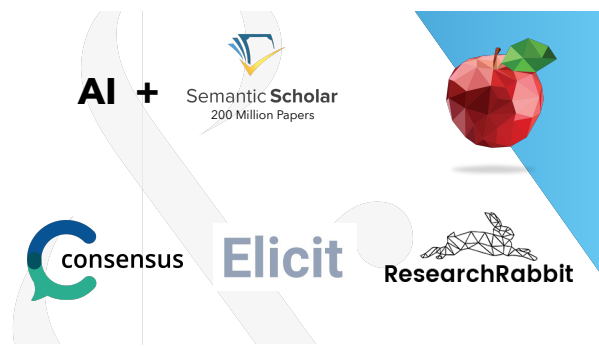 AI +
Semantic Scholar
200 Million Papers
consensus
Elicit
ResearchRabbit